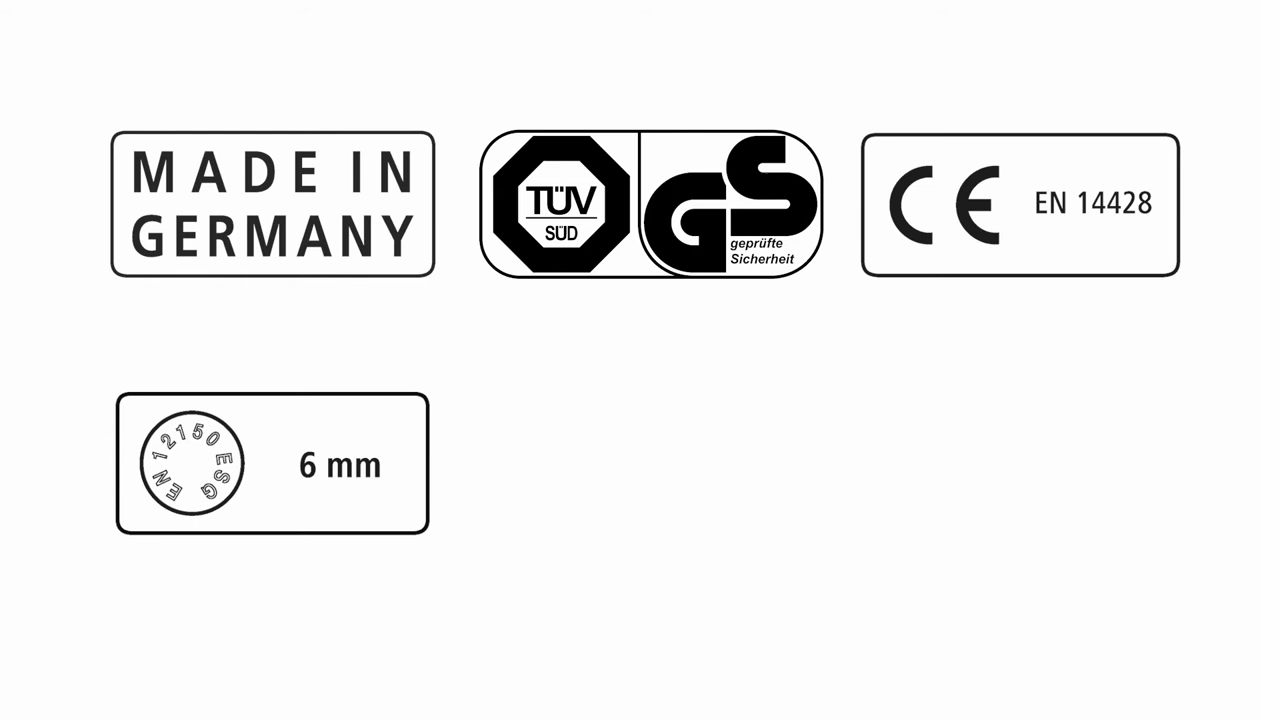 MADE IN
GERMANY
TÜV
SÜD
GS
geprüfte
Sicherheit
CE EN 14428
EN 12150 ESG
6 mm